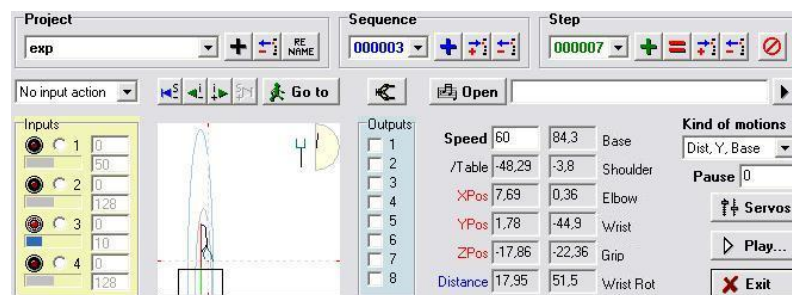 Project
Sequence
Step
exp
RE
NAME
000003
000007
No input action
S
i
i
Go to
Open
Inputs
Outputs
Kind of motions
1 0
50
2 0
128
3 0
10
4 0
128
1
2
3
4
5
6
7
8
Speed 60 84,3 Base
/Table -48,29 -3,8 Shoulder
XPos 7,69 0,36 Elbow
YPos 1,78 -44,9 Wrist
ZPos -17,86 -22,36 Grip
Distance 17,95 51,5 Wrist Rot
Dist, Y, Base
Pause 0
Servos
Play...
Exit